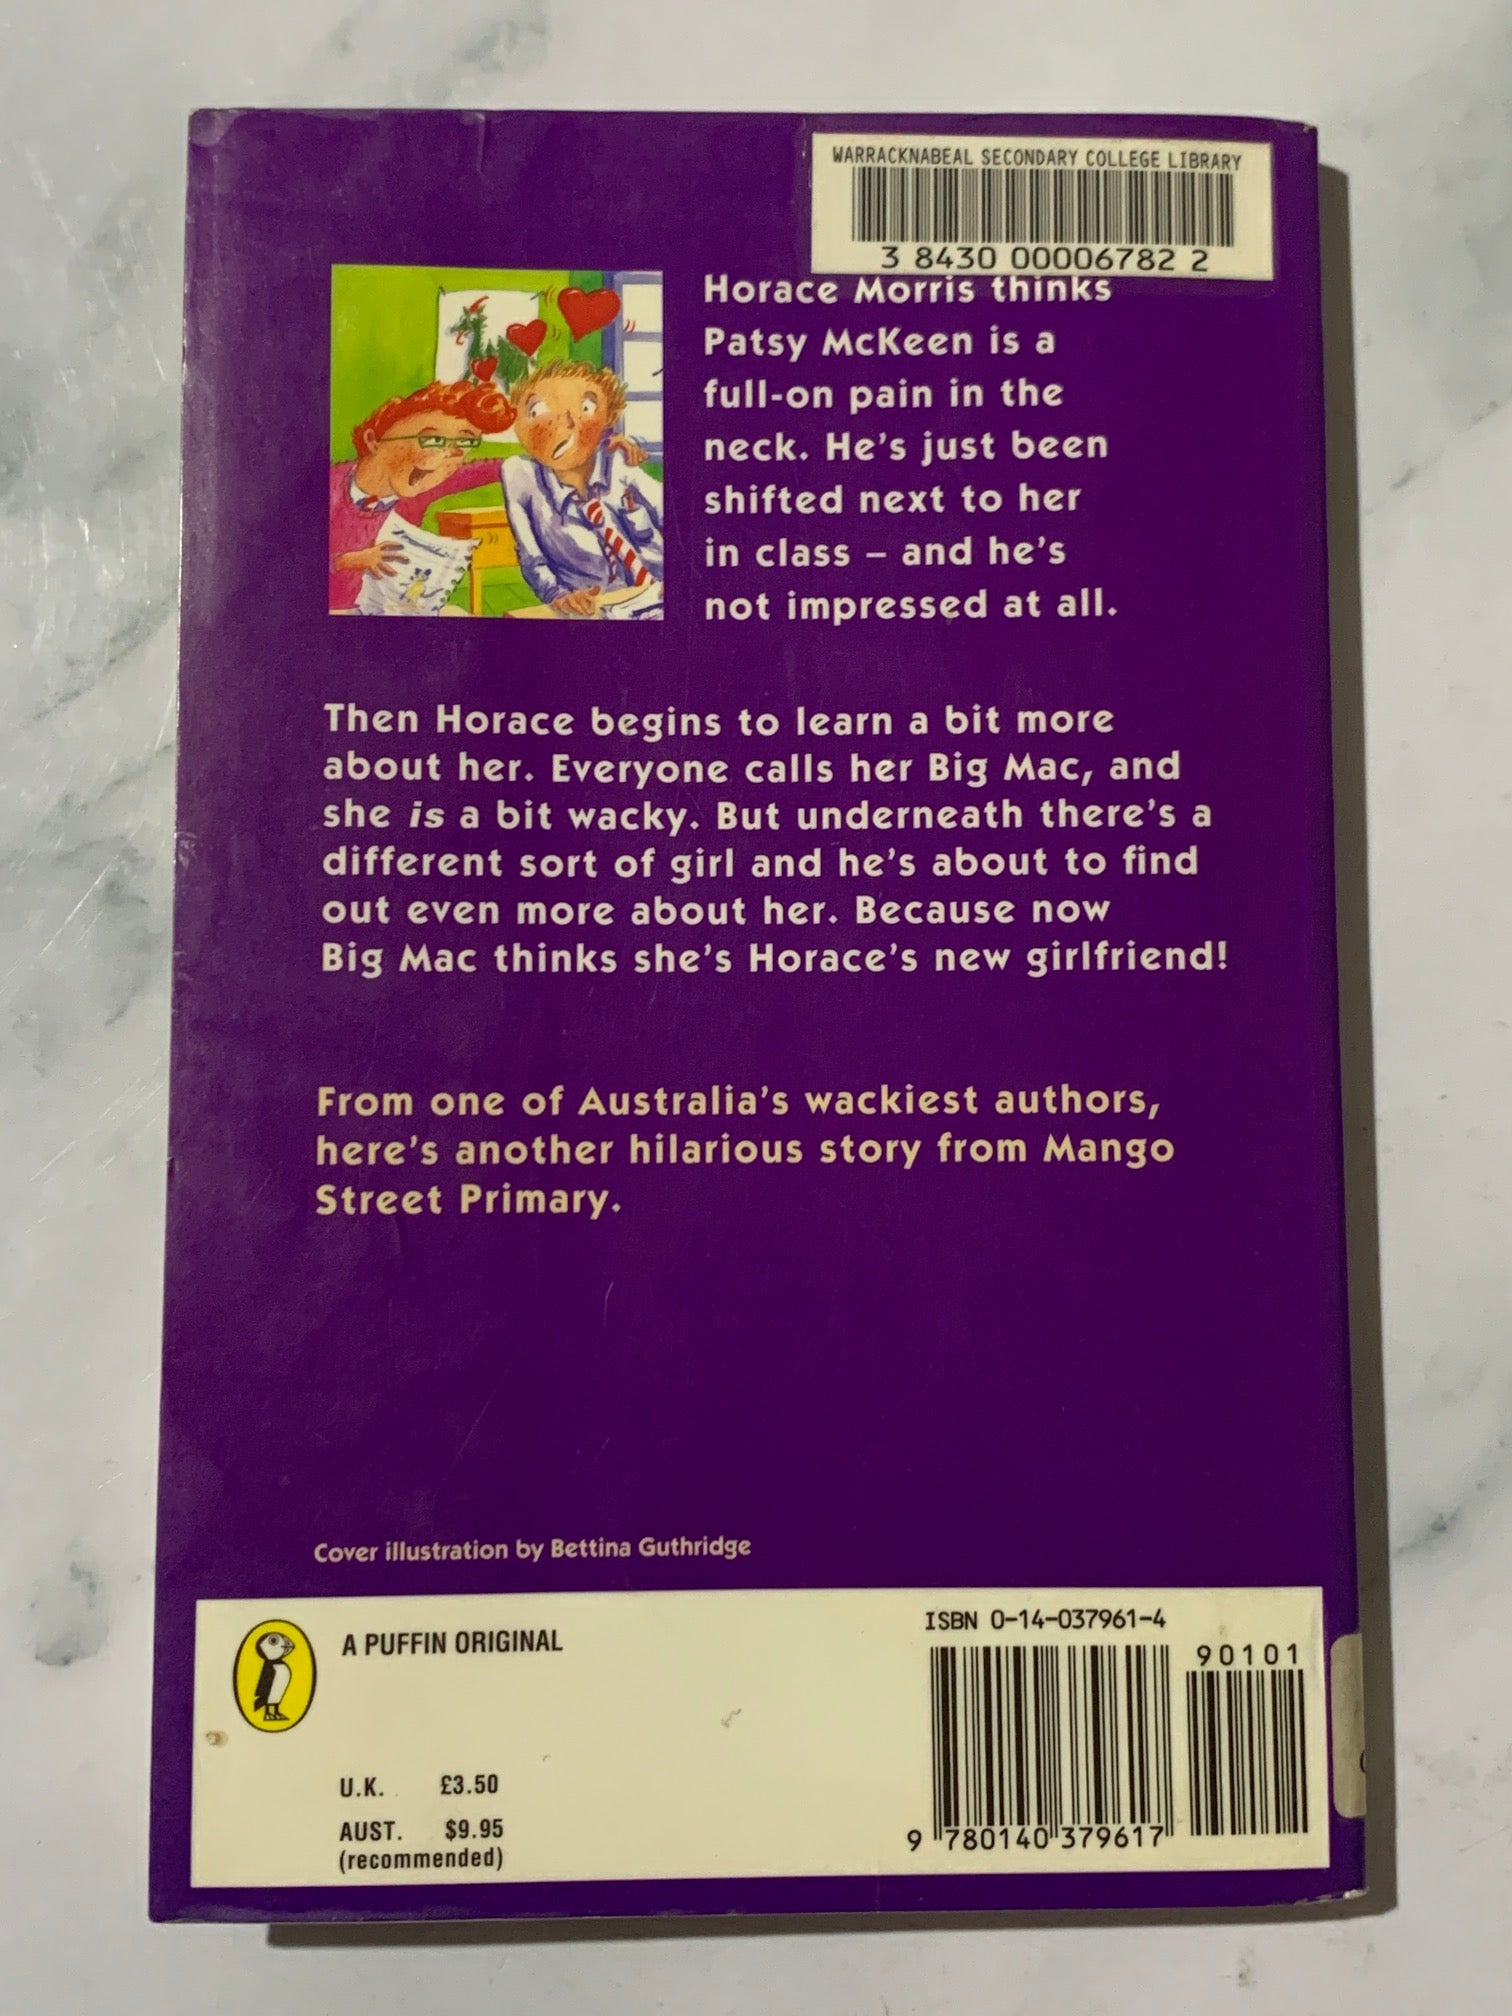 WARRACKNABEAL SECONDARY COLLEGE LIBRARY
3 8430 00006782 2
Horace Morris thinks
Patsy McKeen is a
full-on pain in the
neck. He's just been
shifted next to her
in class – and he's
not impressed at all.
Then Horace begins to learn a bit more
about her. Everyone calls her Big Mac, and
she is a bit wacky. But underneath there's a
different sort of girl and he's about to find
out even more about her. Because now
Big Mac thinks she's Horace's new girlfriend!
From one of Australia's wackiest authors,
here's another hilarious story from Mango
Street Primary.
Cover illustration by Bettina Guthridge
A PUFFIN ORIGINAL
U.K. £3.50
AUST. $9.95
(recommended)
ISBN 0-14-037961-4
90101
9 780140 379617